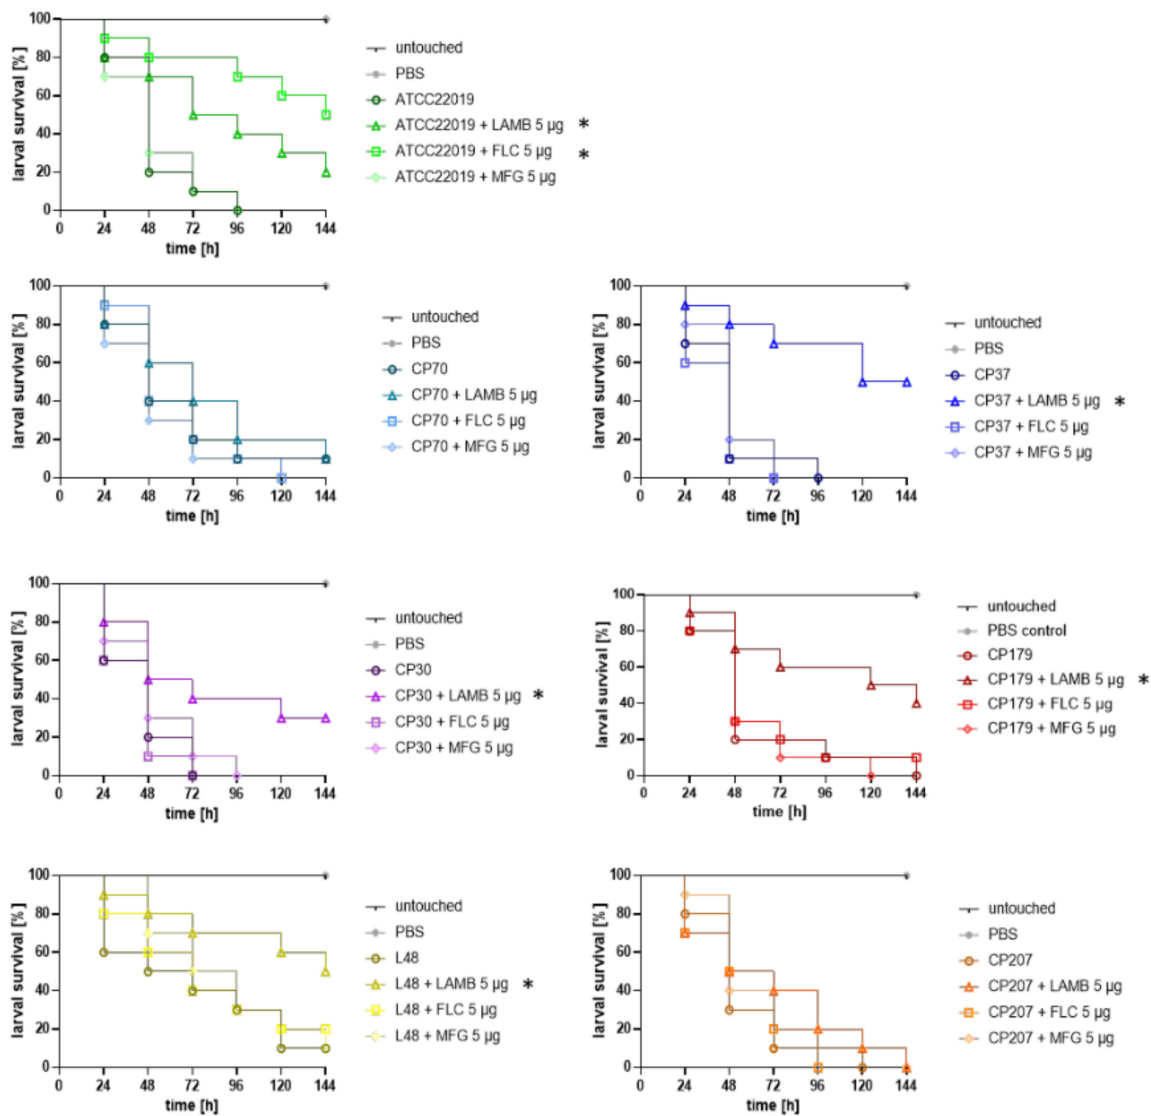 larval survival [%]
100
80
60
40
20
0
0 24 48 72 96 120 144
time [h]
untouched
PBS
ATCC22019
ATCC22019 + LAMB 5 µg *
ATCC22019 + FLC 5 µg *
ATCC22019 + MFG 5 µg
larval survival [%]
100
80
60
40
20
0
0 24 48 72 96 120 144
time [h]
untouched
PBS
CP70
CP70 + LAMB 5 µg
CP70 + FLC 5 µg
CP70 + MFG 5 µg
larval survival [%]
100
80
60
40
20
0
0 24 48 72 96 120 144
time [h]
untouched
PBS
CP37
CP37 + LAMB 5 µg *
CP37 + FLC 5 µg
CP37 + MFG 5 µg
larval survival [%]
100
80
60
40
20
0
0 24 48 72 96 120 144
time [h]
untouched
PBS
CP30
CP30 + LAMB 5 µg *
CP30 + FLC 5 µg
CP30 + MFG 5 µg
larval survival [%]
100
80
60
40
20
0
0 24 48 72 96 120 144
time [h]
untouched
PBS control
CP179
CP179 + LAMB 5 µg *
CP179 + FLC 5 µg
CP179 + MFG 5 µg
larval survival [%]
100
80
60
40
20
0
0 24 48 72 96 120 144
time [h]
untouched
PBS
L48
L48 + LAMB 5 µg *
L48 + FLC 5 µg
L48 + MFG 5 µg
larval survival [%]
100
80
60
40
20
0
0 24 48 72 96 120 144
time [h]
untouched
PBS
CP207
CP207 + LAMB 5 µg
CP207 + FLC 5 µg
CP207 + MFG 5 µg